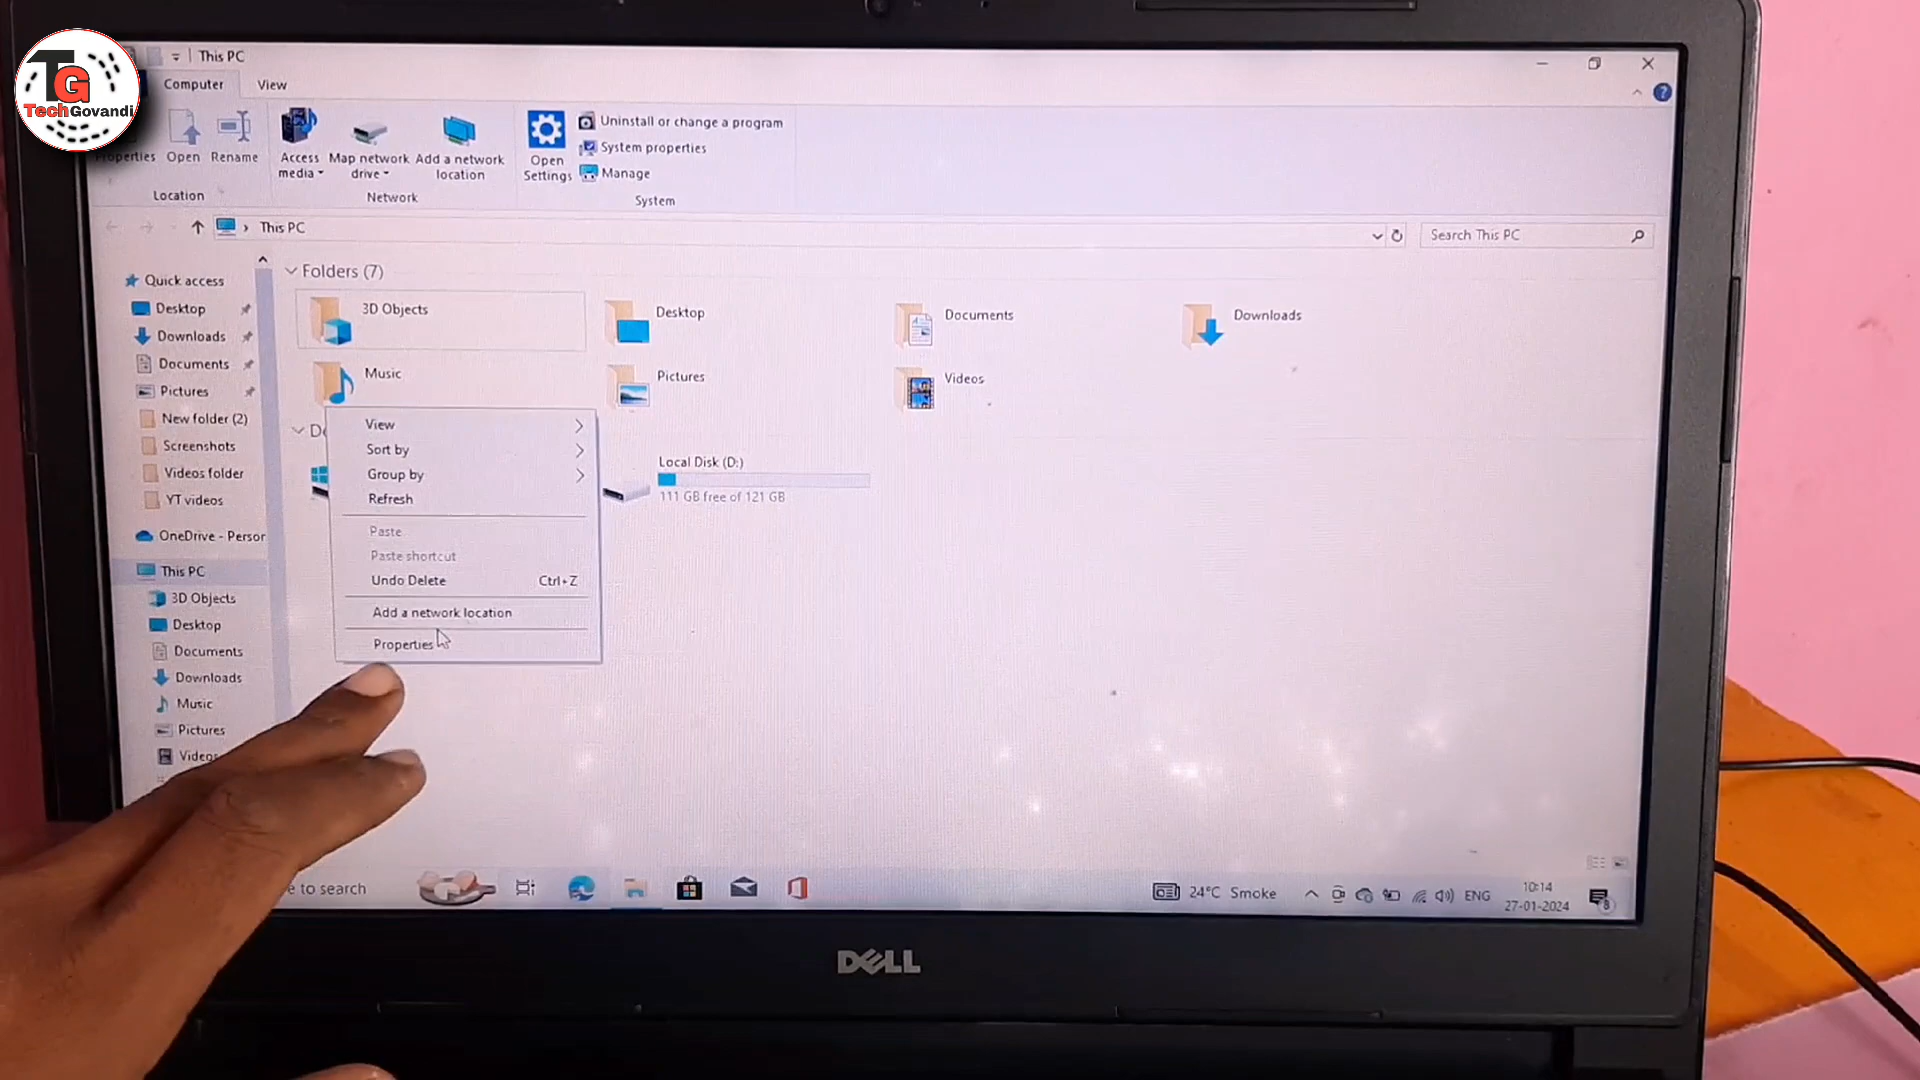 TG
TechGovandi
This PC
Computer
View
Properties
Open
Rename
Access media
Map network drive
Add a network location
Open Settings
Uninstall or change a program
System properties
Manage
Location
Network
System
This PC
Search This PC
Quick access
Desktop
Downloads
Documents
Pictures
New folder (2)
Screenshots
Videos folder
YT videos
OneDrive - Person
This PC
3D Objects
Desktop
Documents
Downloads
Music
Pictures
Videos
Folders (7)
3D Objects
Desktop
Documents
Downloads
Music
Pictures
Videos
View
Sort by
Group by
Refresh
Paste
Paste shortcut
Undo Delete Ctrl+Z
Add a network location
Properties
Local Disk (D:)
111 GB free of 121 GB
e to search
24°C Smoke
ENG
10:14
27-01-2024
8
DELL